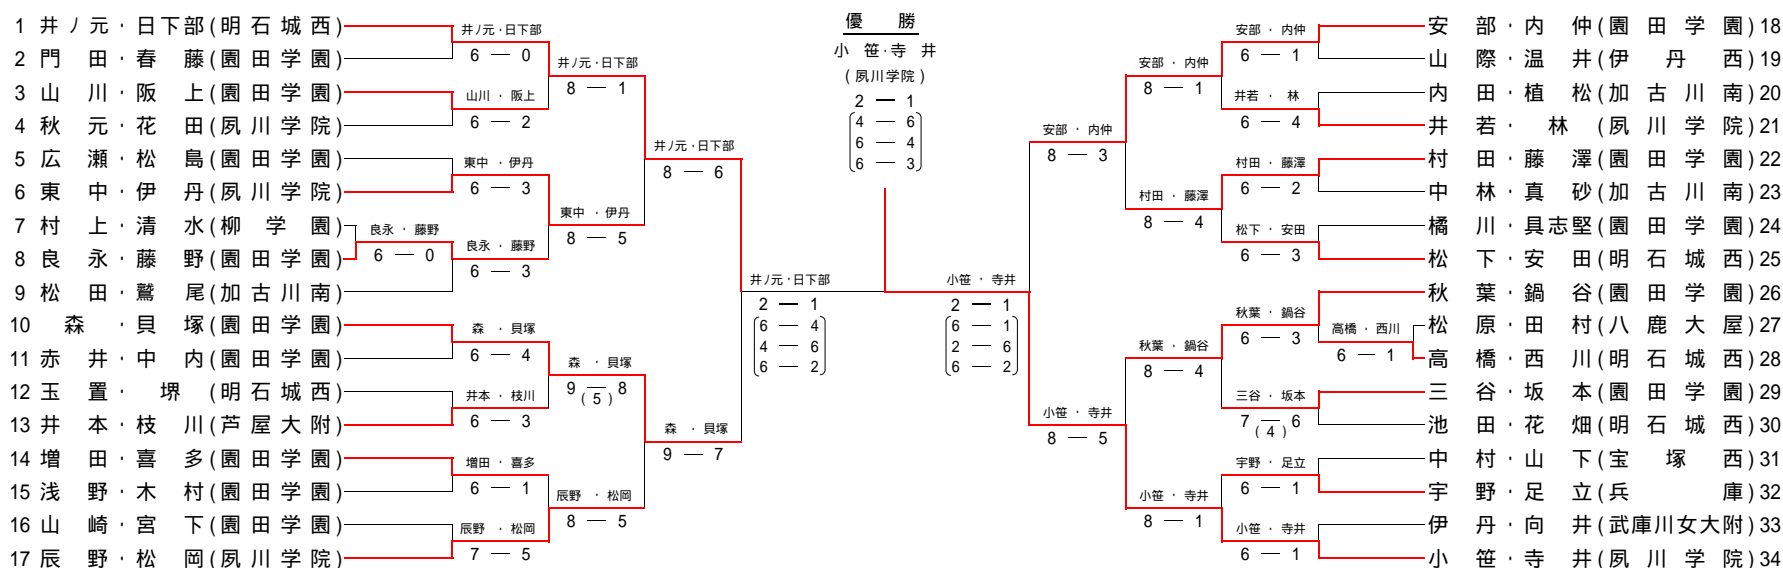 1 井ノ元・日下部(明石城西)
2 門田・春藤(園田学園)
3 山川・阪上(園田学園)
4 秋元・花田(夙川学院)
5 広瀬・松島(園田学園)
6 東中・伊丹(夙川学院)
7 村上・清水(柳学園)
8 良永・藤野(園田学園)
9 松田・鷲尾(加古川南)
10 森・貝塚(園田学園)
11 赤井・中内(園田学園)
12 玉置・堺(明石城西)
13 井本・枝川(芦屋大附)
14 増田・喜多(園田学園)
15 浅野・木村(園田学園)
16 山崎・宮下(園田学園)
17 辰野・松岡(夙川学院)
良永・藤野
6 — 0
井ノ元・日下部
6 — 0
山川・阪上
6 — 2
東中・伊丹
6 — 3
良永・藤野
6 — 3
森・貝塚
6 — 4
井本・枝川
6 — 3
増田・喜多
6 — 1
辰野・松岡
7 — 5
井ノ元・日下部
8 — 1
東中・伊丹
8 — 5
森・貝塚
9 — 8
(5)
辰野・松岡
8 — 5
井ノ元・日下部
8 — 6
森・貝塚
9 — 7
井ノ元・日下部
2 — 1
6 — 4
4 — 6
6 — 2
優勝
小笹・寺井
(夙川学院)
2 — 1
4 — 6
6 — 4
6 — 3
小笹・寺井
2 — 1
6 — 1
2 — 6
6 — 2
安部・内仲
8 — 3
小笹・寺井
8 — 5
安部・内仲
8 — 1
村田・藤澤
8 — 4
秋葉・鍋谷
8 — 4
小笹・寺井
8 — 1
安部・内仲
6 — 1
井若・林
6 — 4
村田・藤澤
6 — 2
松下・安田
6 — 3
秋葉・鍋谷
6 — 3
三谷・坂本
7 — 6
(4)
宇野・足立
6 — 1
小笹・寺井
6 — 1
高橋・西川
6 — 1
安部・内仲(園田学園)18
山際・温井(伊丹西)19
内田・植松(加古川南)20
井若・林(夙川学院)21
村田・藤澤(園田学園)22
中林・真砂(加古川南)23
橘川・具志堅(園田学園)24
松下・安田(明石城西)25
秋葉・鍋谷(園田学園)26
松原・田村(八鹿大屋)27
高橋・西川(明石城西)28
三谷・坂本(園田学園)29
池田・花畑(明石城西)30
中村・山下(宝塚西)31
宇野・足立(兵庫)32
伊丹・向井(武庫川女大附)33
小笹・寺井(夙川学院)34